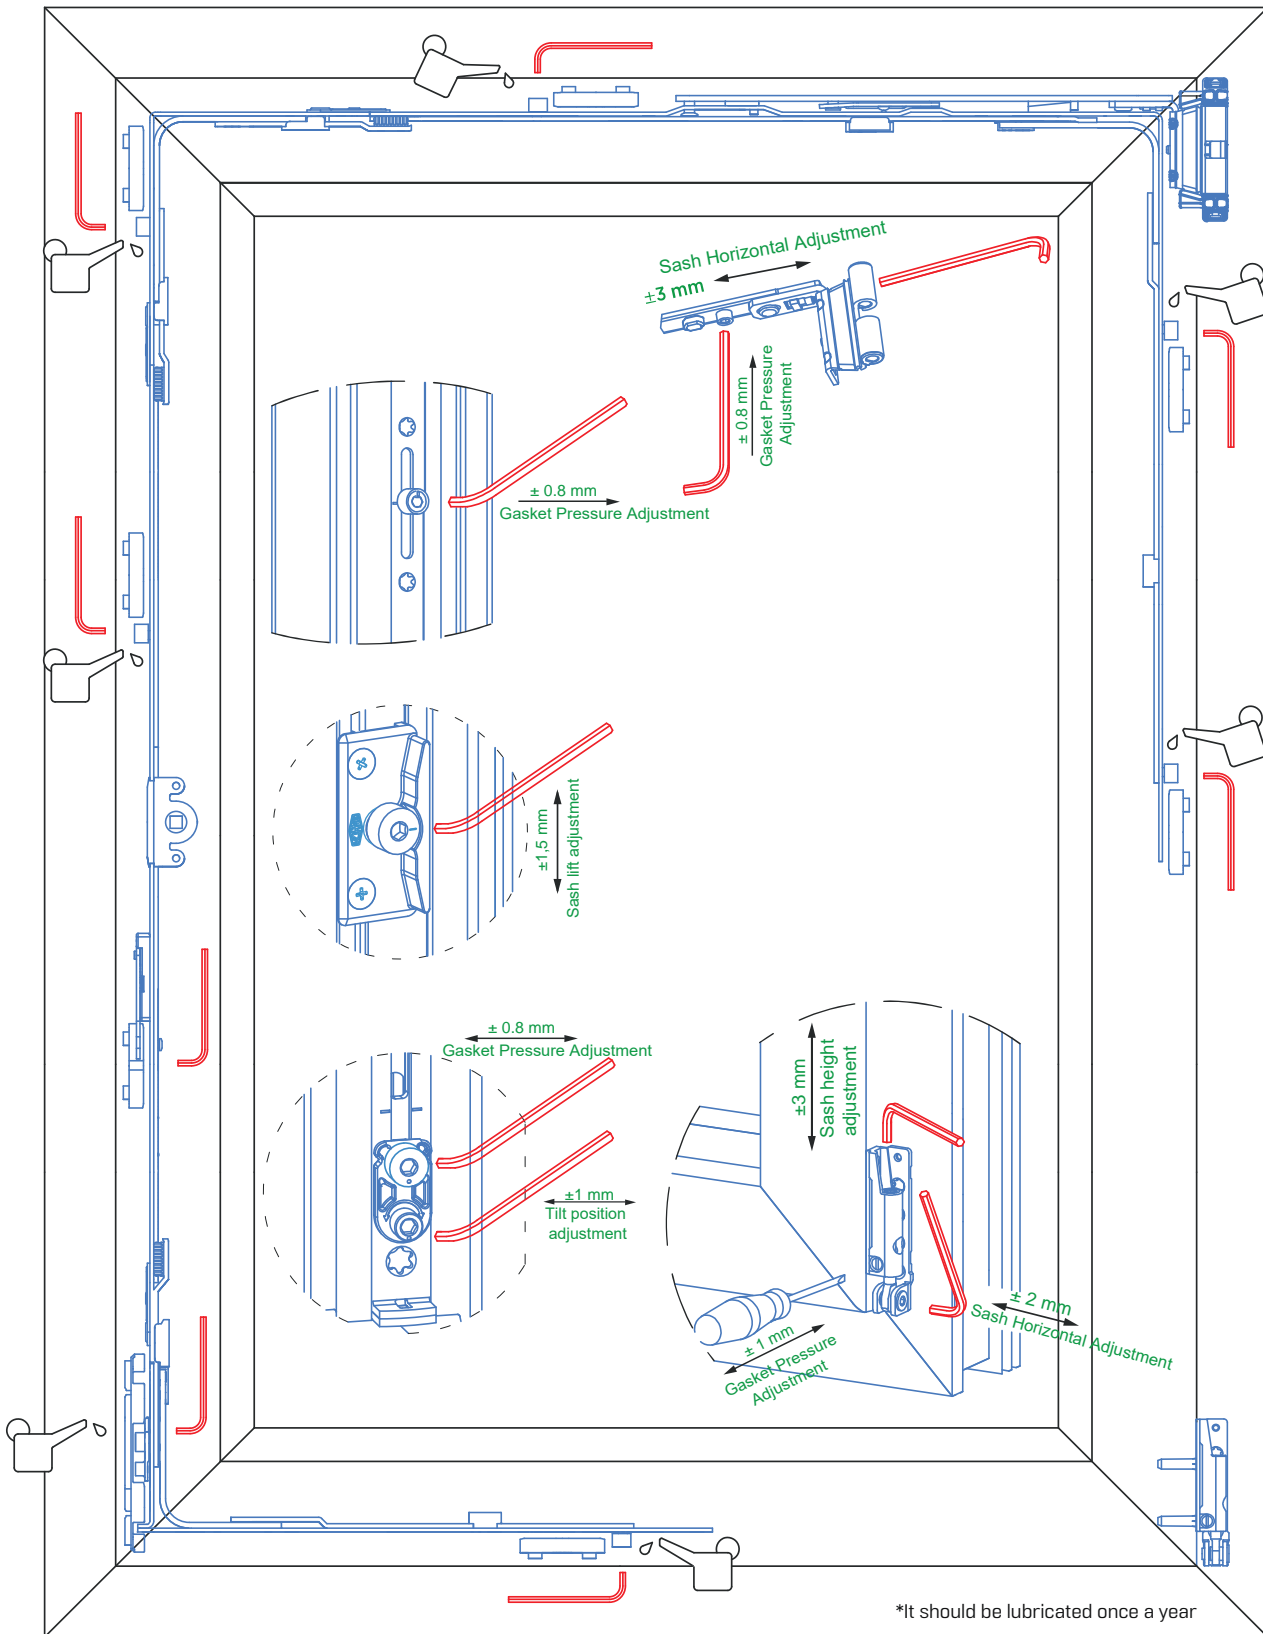 Sash Horizontal Adjustment
±3 mm
± 0.8 mm
Gasket Pressure
Adjustment
± 0.8 mm
Gasket Pressure Adjustment
±1,5 mm
Sash lift adjustment
± 0.8 mm
Gasket Pressure Adjustment
±1 mm
Tilt position
adjustment
±3 mm
Sash height
adjustment
± 2 mm
Sash Horizontal Adjustment
± 1 mm
Gasket Pressure
Adjustment
*It should be lubricated once a year